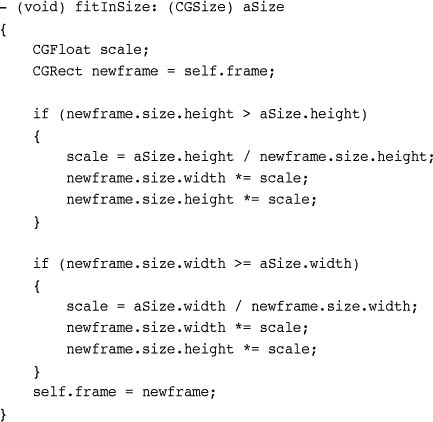 – (void) fitInSize: (CGSize) aSize
{
    CGFloat scale;
    CGRect newframe = self.frame;

    if (newframe.size.height > aSize.height)
    {
        scale = aSize.height / newframe.size.height;
        newframe.size.width *= scale;
        newframe.size.height *= scale;
    }

    if (newframe.size.width >= aSize.width)
    {
        scale = aSize.width / newframe.size.width;
        newframe.size.width *= scale;
        newframe.size.height *= scale;
    }
    self.frame = newframe;
}